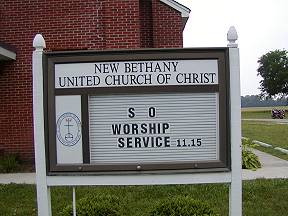 NEW BETHANY
UNITED CHURCH OF CHRIST
S O
WORSHIP
SERVICE 11.15